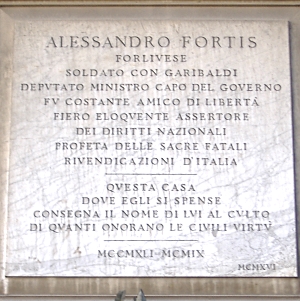 ALESSANDRO FORTIS
FORLIVESE
SOLDATO CON GARIBALDI
DEPVTATO MINISTRO CAPO DEL GOVERNO
FV COSTANTE AMICO DI LIBERTÁ
FIERO ELOQVENTE ASSERTORE
DEI DIRITTI NAZIONALI
PROFETA DELLE SACRE FATALI
RIVENDICAZIONI D'ITALIA
QVESTA CASA
DOVE EGLI SI SPENSE
CONSEGNA IL NOME DI LVI AL CVLTO
DI QVANTI ONORANO LE CIVILI VIRTV
MCCMXLI-MCMIX
MCMXVI